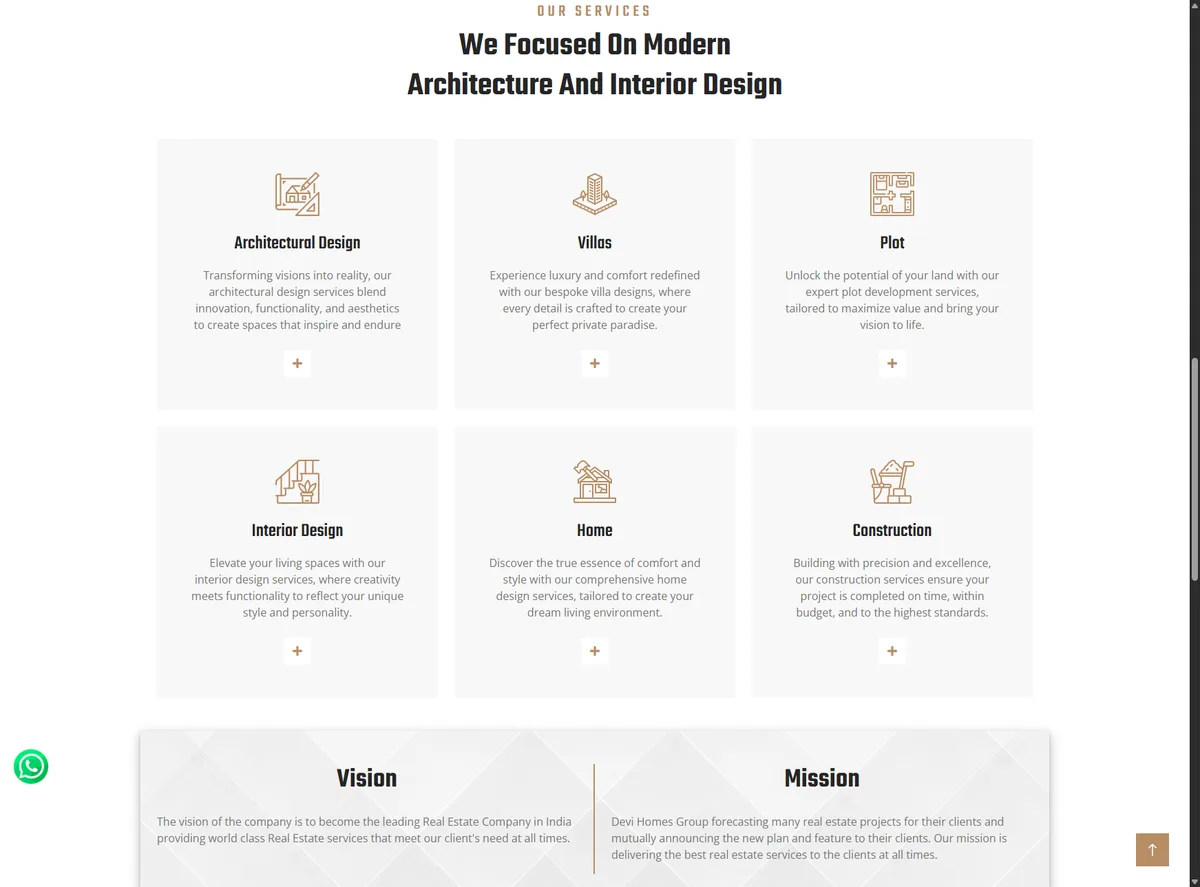 OUR SERVICES
We Focused On Modern
Architecture And Interior Design
Architectural Design
Transforming visions into reality, our
architectural design services blend
innovation, functionality, and aesthetics
to create spaces that inspire and endure
+
Villas
Experience luxury and comfort redefined
with our bespoke villa designs, where
every detail is crafted to create your
perfect private paradise.
+
Plot
Unlock the potential of your land with our
expert plot development services,
tailored to maximize value and bring your
vision to life.
+
Interior Design
Elevate your living spaces with our
interior design services, where creativity
meets functionality to reflect your unique
style and personality.
+
Home
Discover the true essence of comfort and
style with our comprehensive home
design services, tailored to create your
dream living environment.
+
Construction
Building with precision and excellence,
our construction services ensure your
project is completed on time, within
budget, and to the highest standards.
+
Vision
The vision of the company is to become the leading Real Estate Company in India
providing world class Real Estate services that meet our client's need at all times.
Mission
Devi Homes Group forecasting many real estate projects for their clients and
mutually announcing the new plan and feature to their clients. Our mission is
delivering the best real estate services to the clients at all times.